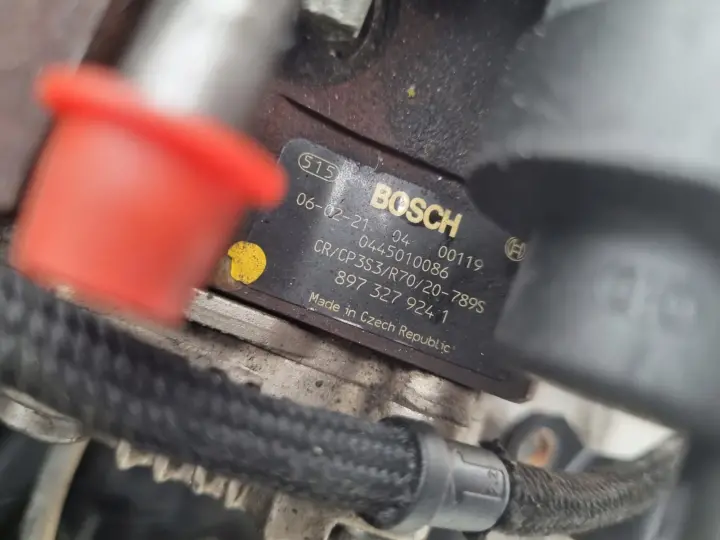 515
BOSCH
06-02-21 04 00119
0445010086
CR/CP3S3/R70/20-789S
897 327 924 1
Made in Czech Republic